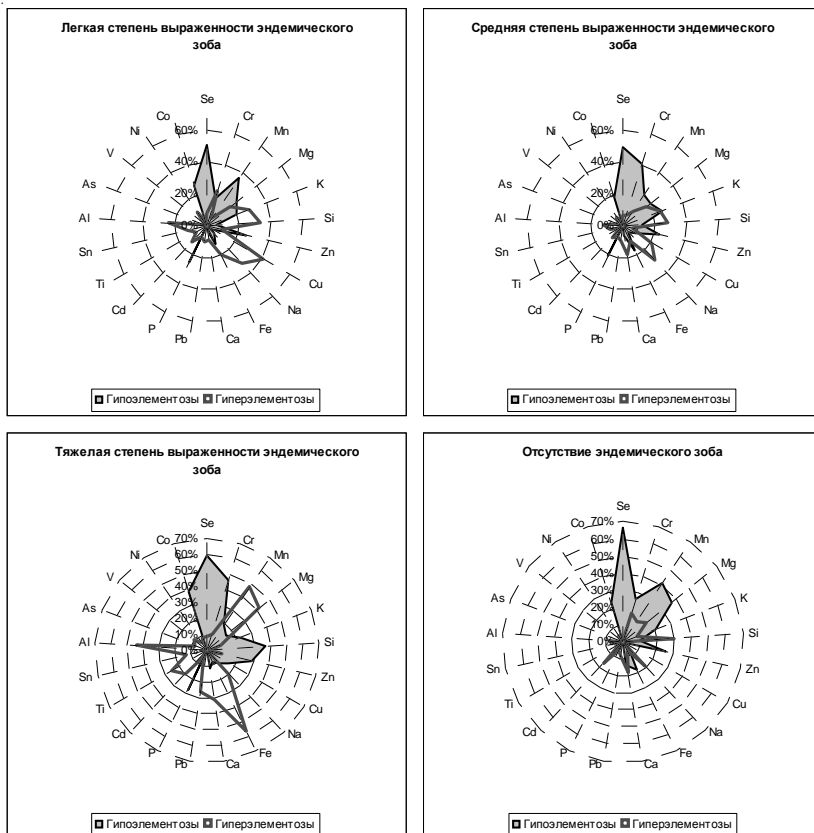 Легкая степень выраженности эндемического
зоба
Se
Cr
Mn
Mg
K
Si
Zn
Cu
Na
Fe
Ca
Pb
P
Cd
Ti
Sn
Al
As
V
Ni
Co
60%
40%
20%
0%
Гипоэлементозы Гиперэлементозы
Средняя степень выраженности эндемического
зоба
Se
Cr
Mn
Mg
K
Si
Zn
Cu
Na
Fe
Ca
Pb
P
Cd
Ti
Sn
Al
As
V
Ni
Co
60%
40%
20%
0%
Гипоэлементозы Гиперэлементозы
Тяжелая степень выраженности эндемического
зоба
Se
Cr
Mn
Mg
K
Si
Zn
Cu
Na
Fe
Ca
Pb
P
Cd
Ti
Sn
Al
As
V
Ni
Co
70%
60%
50%
40%
30%
20%
10%
0%
Гипоэлементозы Гиперэлементозы
Отсутствие эндемического зоба
Se
Cr
Mn
Mg
K
Si
Zn
Cu
Na
Fe
Ca
Pb
P
Cd
Ti
Sn
Al
As
V
Ni
Co
70%
60%
50%
40%
30%
20%
10%
0%
Гипоэлементозы Гиперэлементозы